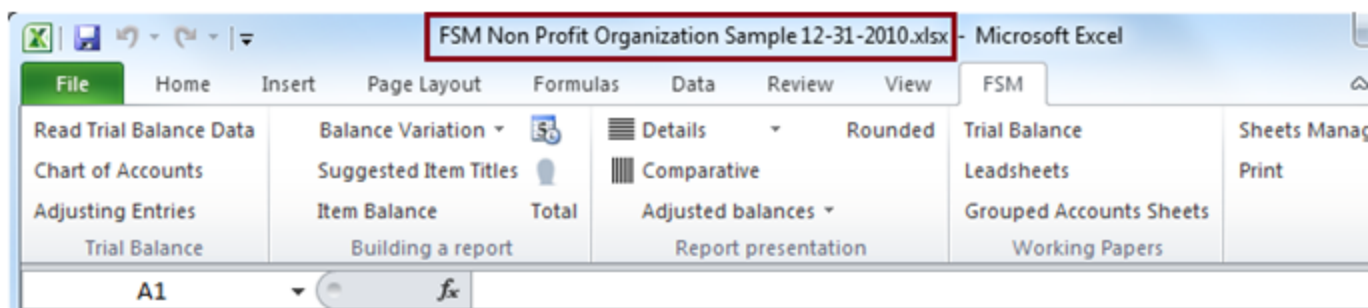 FSM Non Profit Organization Sample 12-31-2010.xlsx - Microsoft Excel
File Home Insert Page Layout Formulas Data Review View FSM
Read Trial Balance Data Balance Variation Details Rounded Trial Balance Sheets Manag
Chart of Accounts Suggested Item Titles Comparative Leadsheets Print
Adjusting Entries Item Balance Total Adjusted balances Grouped Accounts Sheets
Trial Balance Building a report Report presentation Working Papers
A1 fx